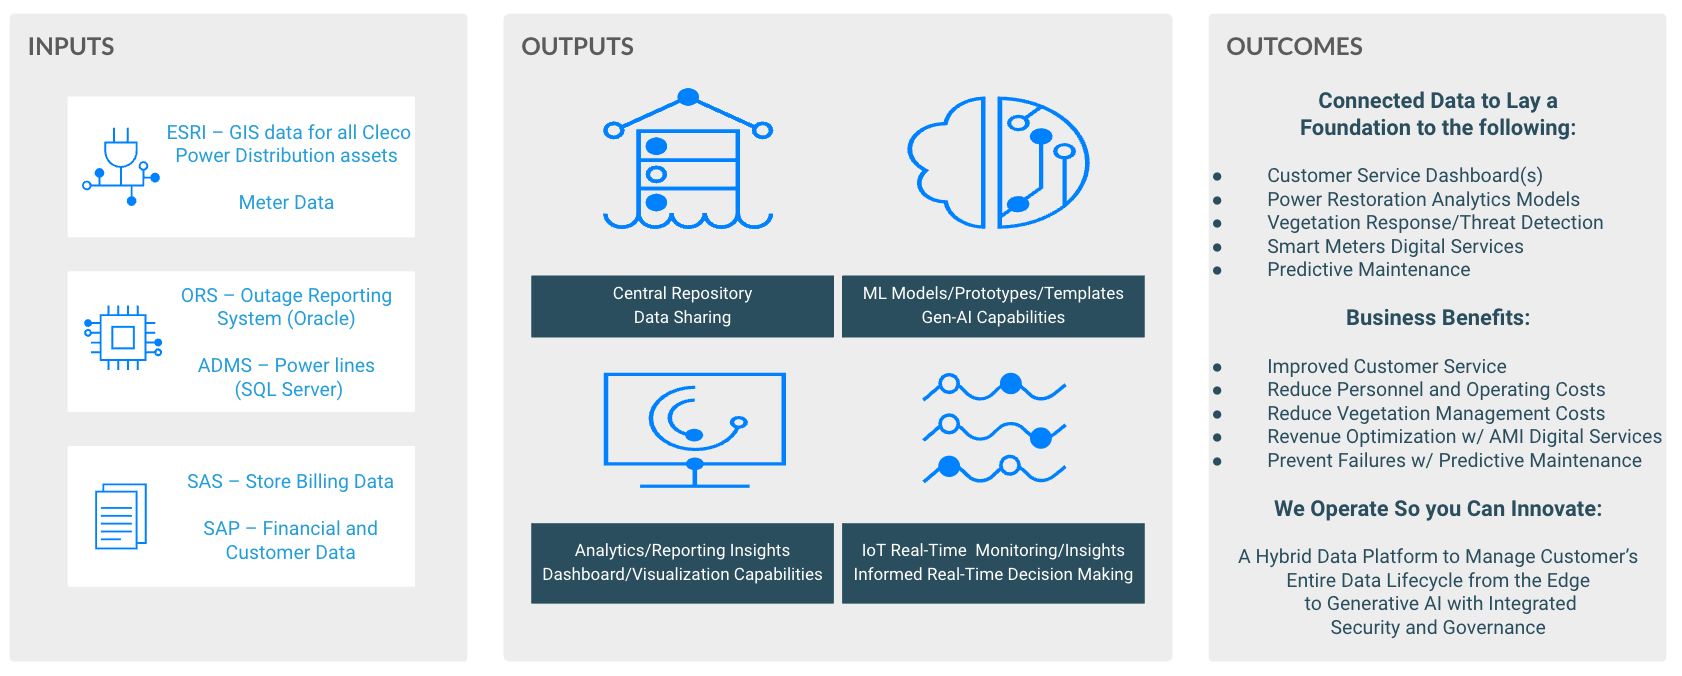 INPUTS
ESRI – GIS data for all Cleco
Power Distribution assets
Meter Data
ORS – Outage Reporting
System (Oracle)
ADMS – Power lines
(SQL Server)
SAS – Store Billing Data
SAP – Financial and
Customer Data
OUTPUTS
Central Repository
Data Sharing
ML Models/Prototypes/Templates
Gen-AI Capabilities
Analytics/Reporting Insights
Dashboard/Visualization Capabilities
IoT Real-Time  Monitoring/Insights
Informed Real-Time Decision Making
OUTCOMES
Connected Data to Lay a
Foundation to the following:
● Customer Service Dashboard(s)
● Power Restoration Analytics Models
● Vegetation Response/Threat Detection
● Smart Meters Digital Services
● Predictive Maintenance
Business Benefits:
● Improved Customer Service
● Reduce Personnel and Operating Costs
● Reduce Vegetation Management Costs
● Revenue Optimization w/ AMI Digital Services
● Prevent Failures w/ Predictive Maintenance
We Operate So you Can Innovate:
A Hybrid Data Platform to Manage Customer’s
Entire Data Lifecycle from the Edge
to Generative AI with Integrated
Security and Governance